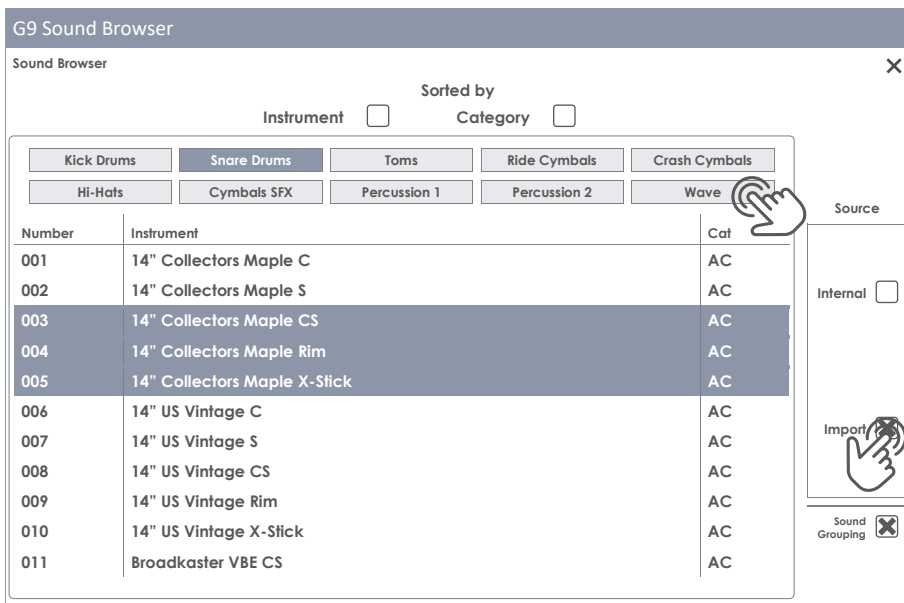 G9 Sound Browser
Sound Browser
Sorted by
Instrument Category
Kick Drums Snare Drums Toms Ride Cymbals Crash Cymbals
Hi-Hats Cymbals SFX Percussion 1 Percussion 2 Wave
Source
Number Instrument Cat
001 14” Collectors Maple C AC
002 14” Collectors Maple S AC
Internal
003 14” Collectors Maple CS AC
004 14” Collectors Maple Rim AC
005 14” Collectors Maple X-Stick AC
006 14” US Vintage C AC
Import
007 14” US Vintage S AC
008 14” US Vintage CS AC
009 14” US Vintage Rim AC
010 14” US Vintage X-Stick AC
Sound
Grouping
011 Broadkaster VBE CS AC